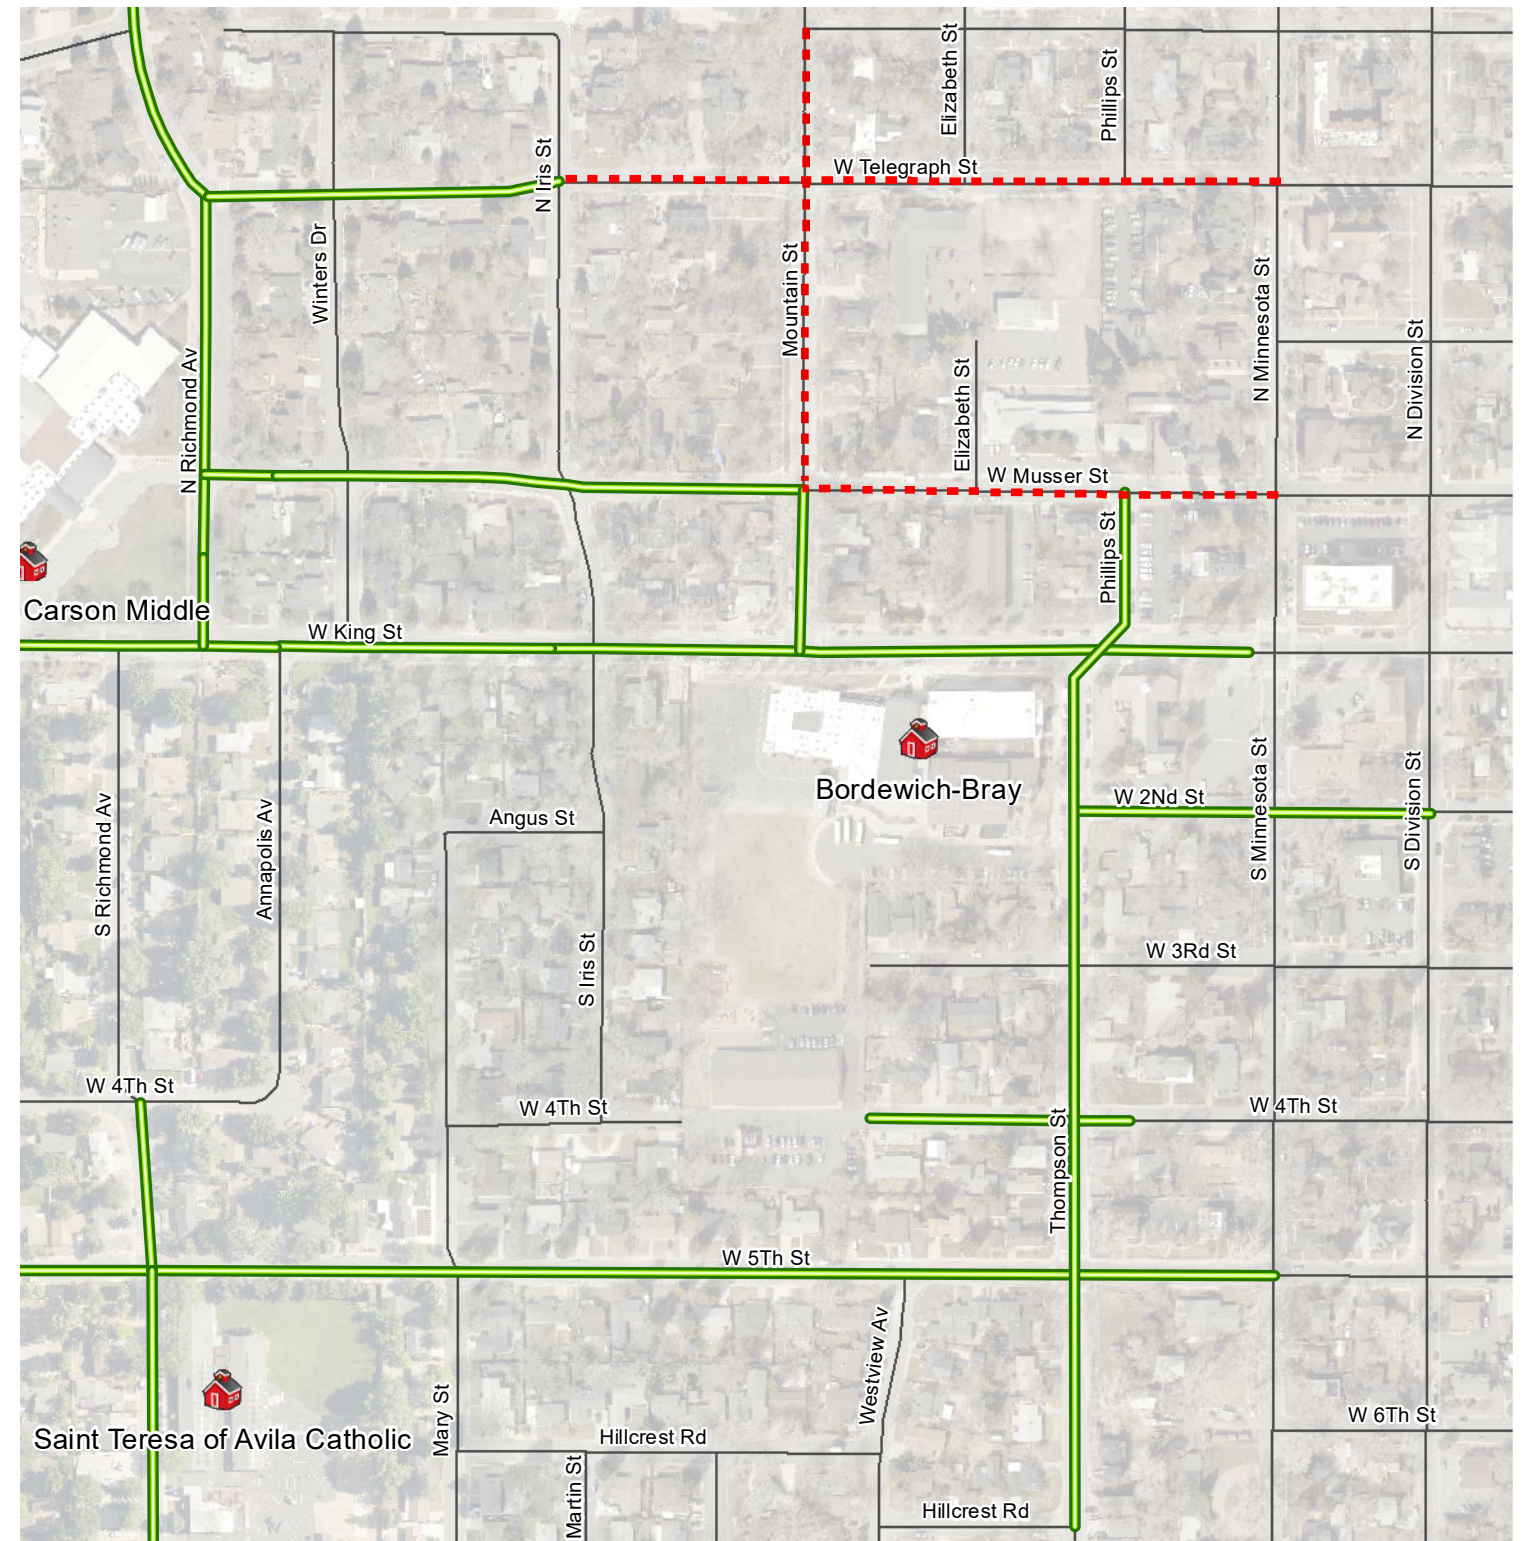 Elizabeth St
Phillips St
W Telegraph St
N Iris St
Winters Dr
Mountain St
N Minnesota St
N Division St
N Richmond Av
Elizabeth St
W Musser St
Phillips St
Carson Middle
W King St
Bordewich-Bray
W 2Nd St
S Minnesota St
S Division St
Angus St
S Richmond Av
Annapolis Av
S Iris St
W 3Rd St
W 4Th St
W 4Th St
W 4Th St
Thompson St
W 5Th St
Westview Av
Mary St
Saint Teresa of Avila Catholic
W 6Th St
Hillcrest Rd
Martin St
Hillcrest Rd